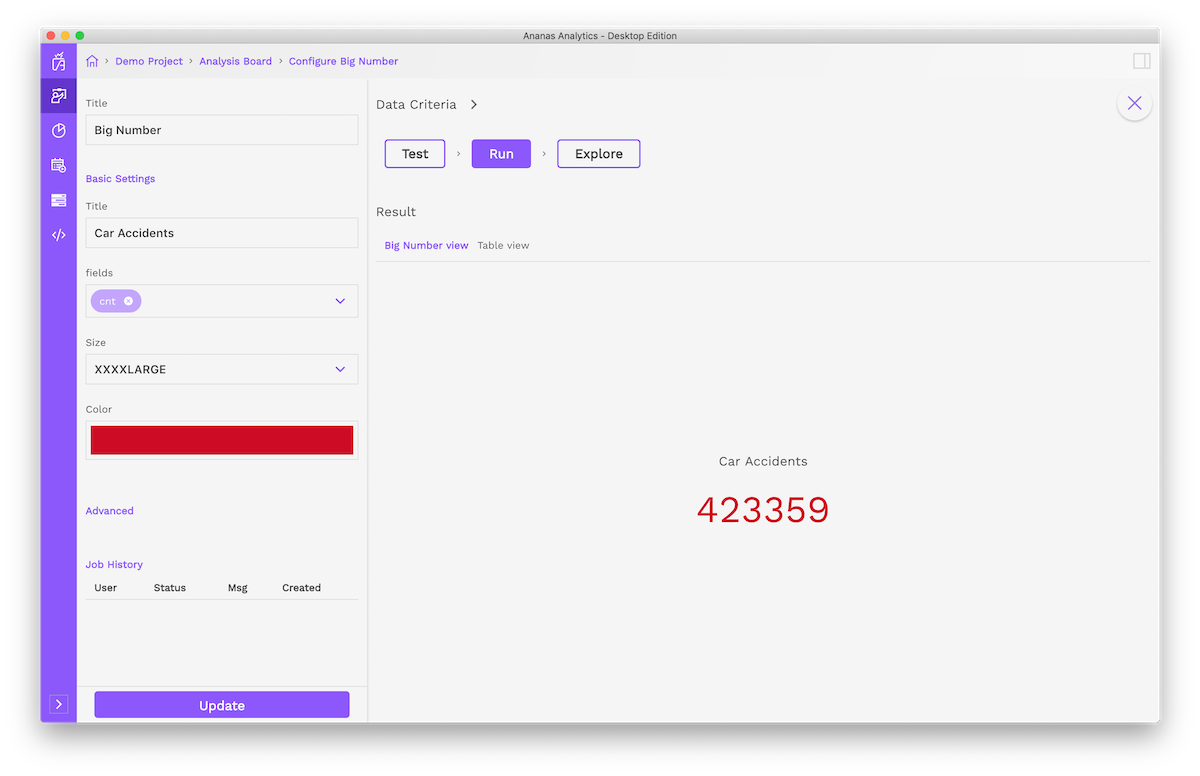 Ananas Analytics - Desktop Edition
Demo Project › Analysis Board › Configure Big Number
Title
Big Number
Basic Settings
Title
Car Accidents
fields
cnt
Size
XXXXLARGE
Color
Advanced
Job History
User Status Msg Created
Update
Data Criteria
Test › Run › Explore
Result
Big Number view Table view
Car Accidents
423359